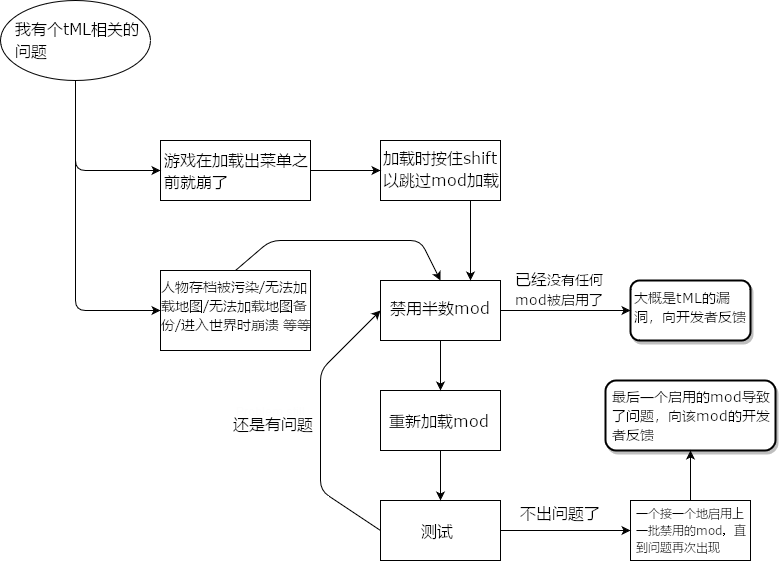 我有个tML相关的
问题
游戏在加载出菜单之
前就崩了
加载时按住shift
以跳过mod加载
人物存档被污染/无法加
载地图/无法加载地图备
份/进入世界时崩溃 等等
禁用半数mod
已经没有任何
mod被启用了
大概是tML的漏
洞，向开发者反馈
还是有问题
重新加载mod
最后一个启用的mod导致
了问题，向该mod的开发
者反馈
测试
不出问题了
一个接一个地启用上
一批禁用的mod，直
到问题再次出现